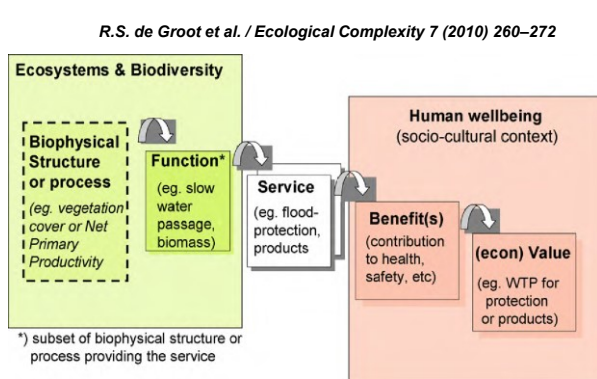 R.S. de Groot et al. / Ecological Complexity 7 (2010) 260–272
Ecosystems & Biodiversity
Biophysical
Structure
or process
(eg. vegetation
cover or Net
Primary
Productivity
Function*
(eg. slow
water
passage,
biomass)
Service
(eg. flood-
protection,
products
Human wellbeing
(socio-cultural context)
Benefit(s)
(contribution
to health,
safety, etc)
(econ) Value
(eg. WTP for
protection
or products)
*) subset of biophysical structure or
process providing the service